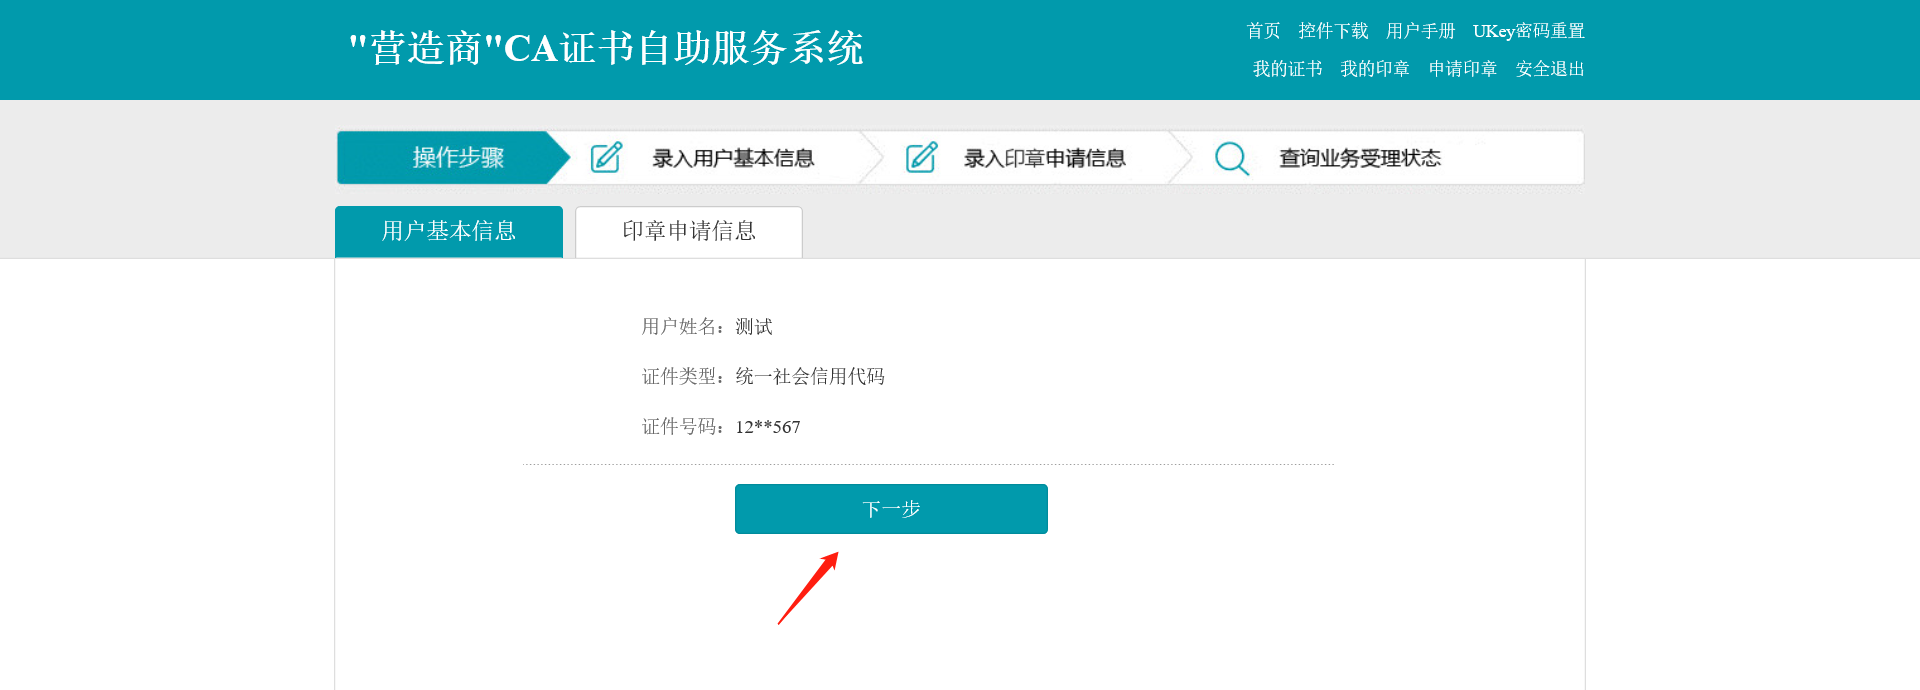 "营造商"CA证书自助服务系统
首页 控件下载 用户手册 UKey密码重置
我的证书 我的印章 申请印章 安全退出
操作步骤 录入用户基本信息 录入印章申请信息 查询业务受理状态
用户基本信息 印章申请信息
用户姓名：测试
证件类型：统一社会信用代码
证件号码：12**567
下一步